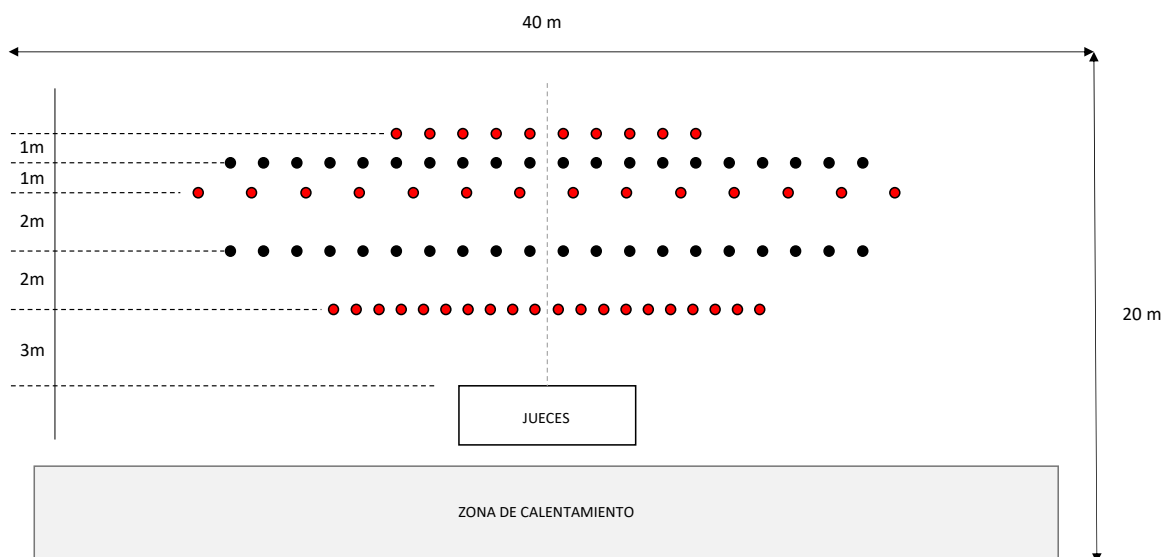 40 m
1m
1m
2m
2m
20 m
3m
JUECES
ZONA DE CALENTAMIENTO